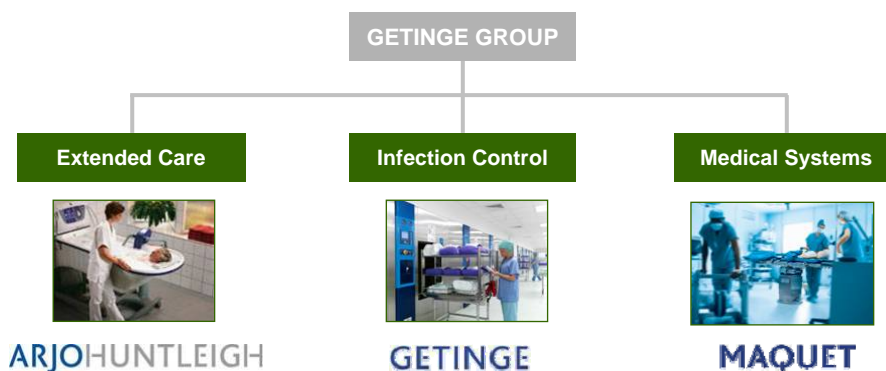 GETINGE GROUP
Extended Care
Infection Control
Medical Systems
ARJOHUNTLEIGH
GETINGE
MAQUET